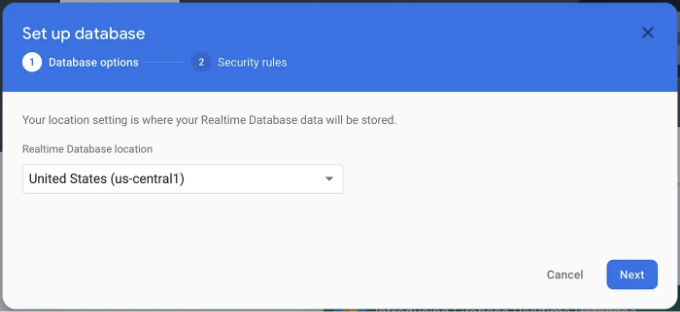 Set up database
1 Database options 2 Security rules
Your location setting is where your Realtime Database data will be stored.
Realtime Database location
United States (us-central1)
Cancel Next